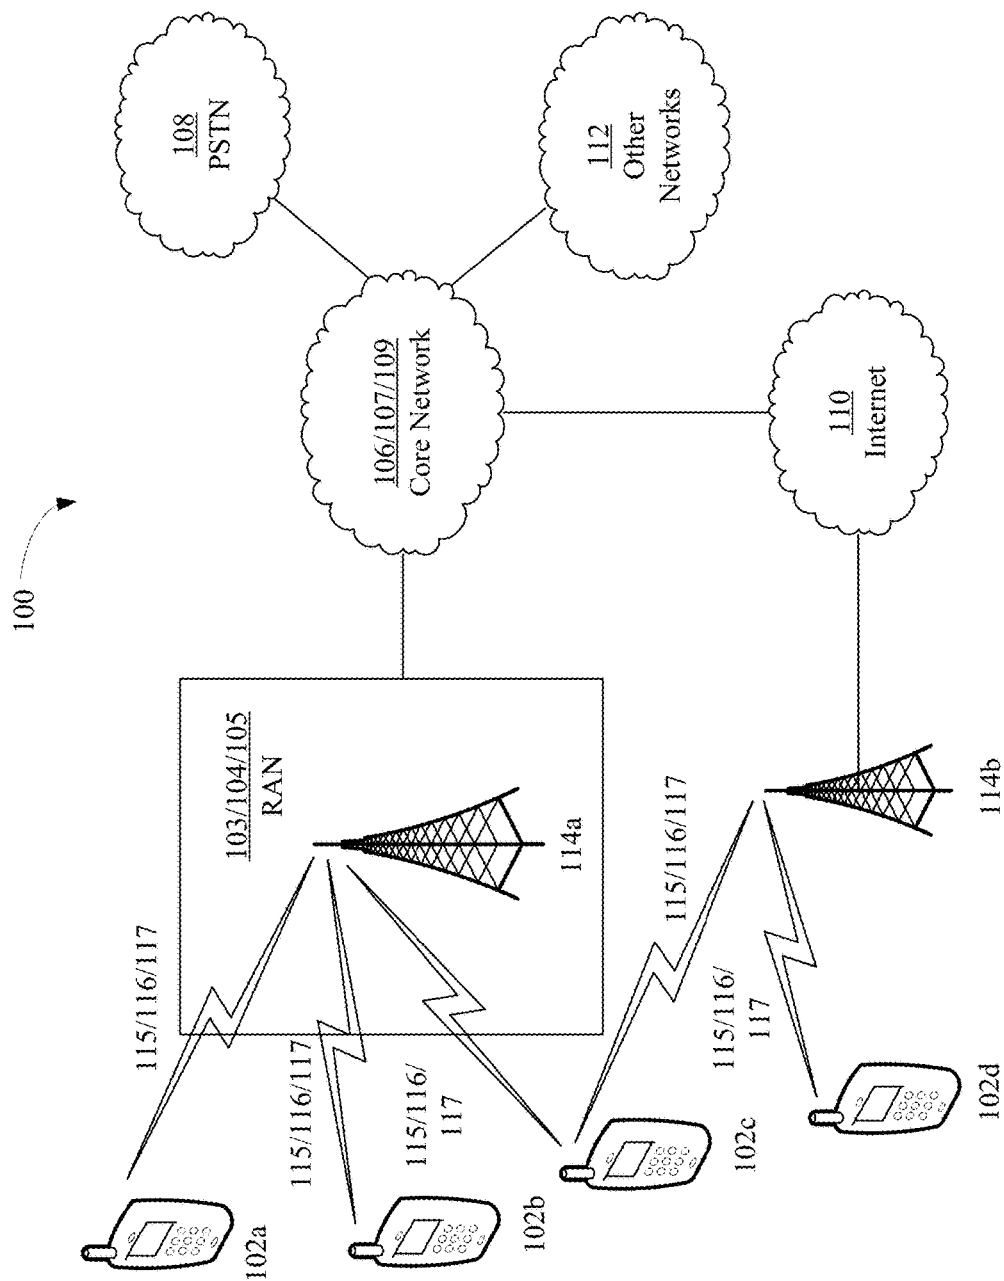 100
108
PSTN
106/107/109
Core Network
112
Other
Networks
103/104/105
RAN
110
Internet
114a
115/116/117
115/116/117
115/116/
117
115/116/117
115/116/
117
114b
102a
102b
102c
102d